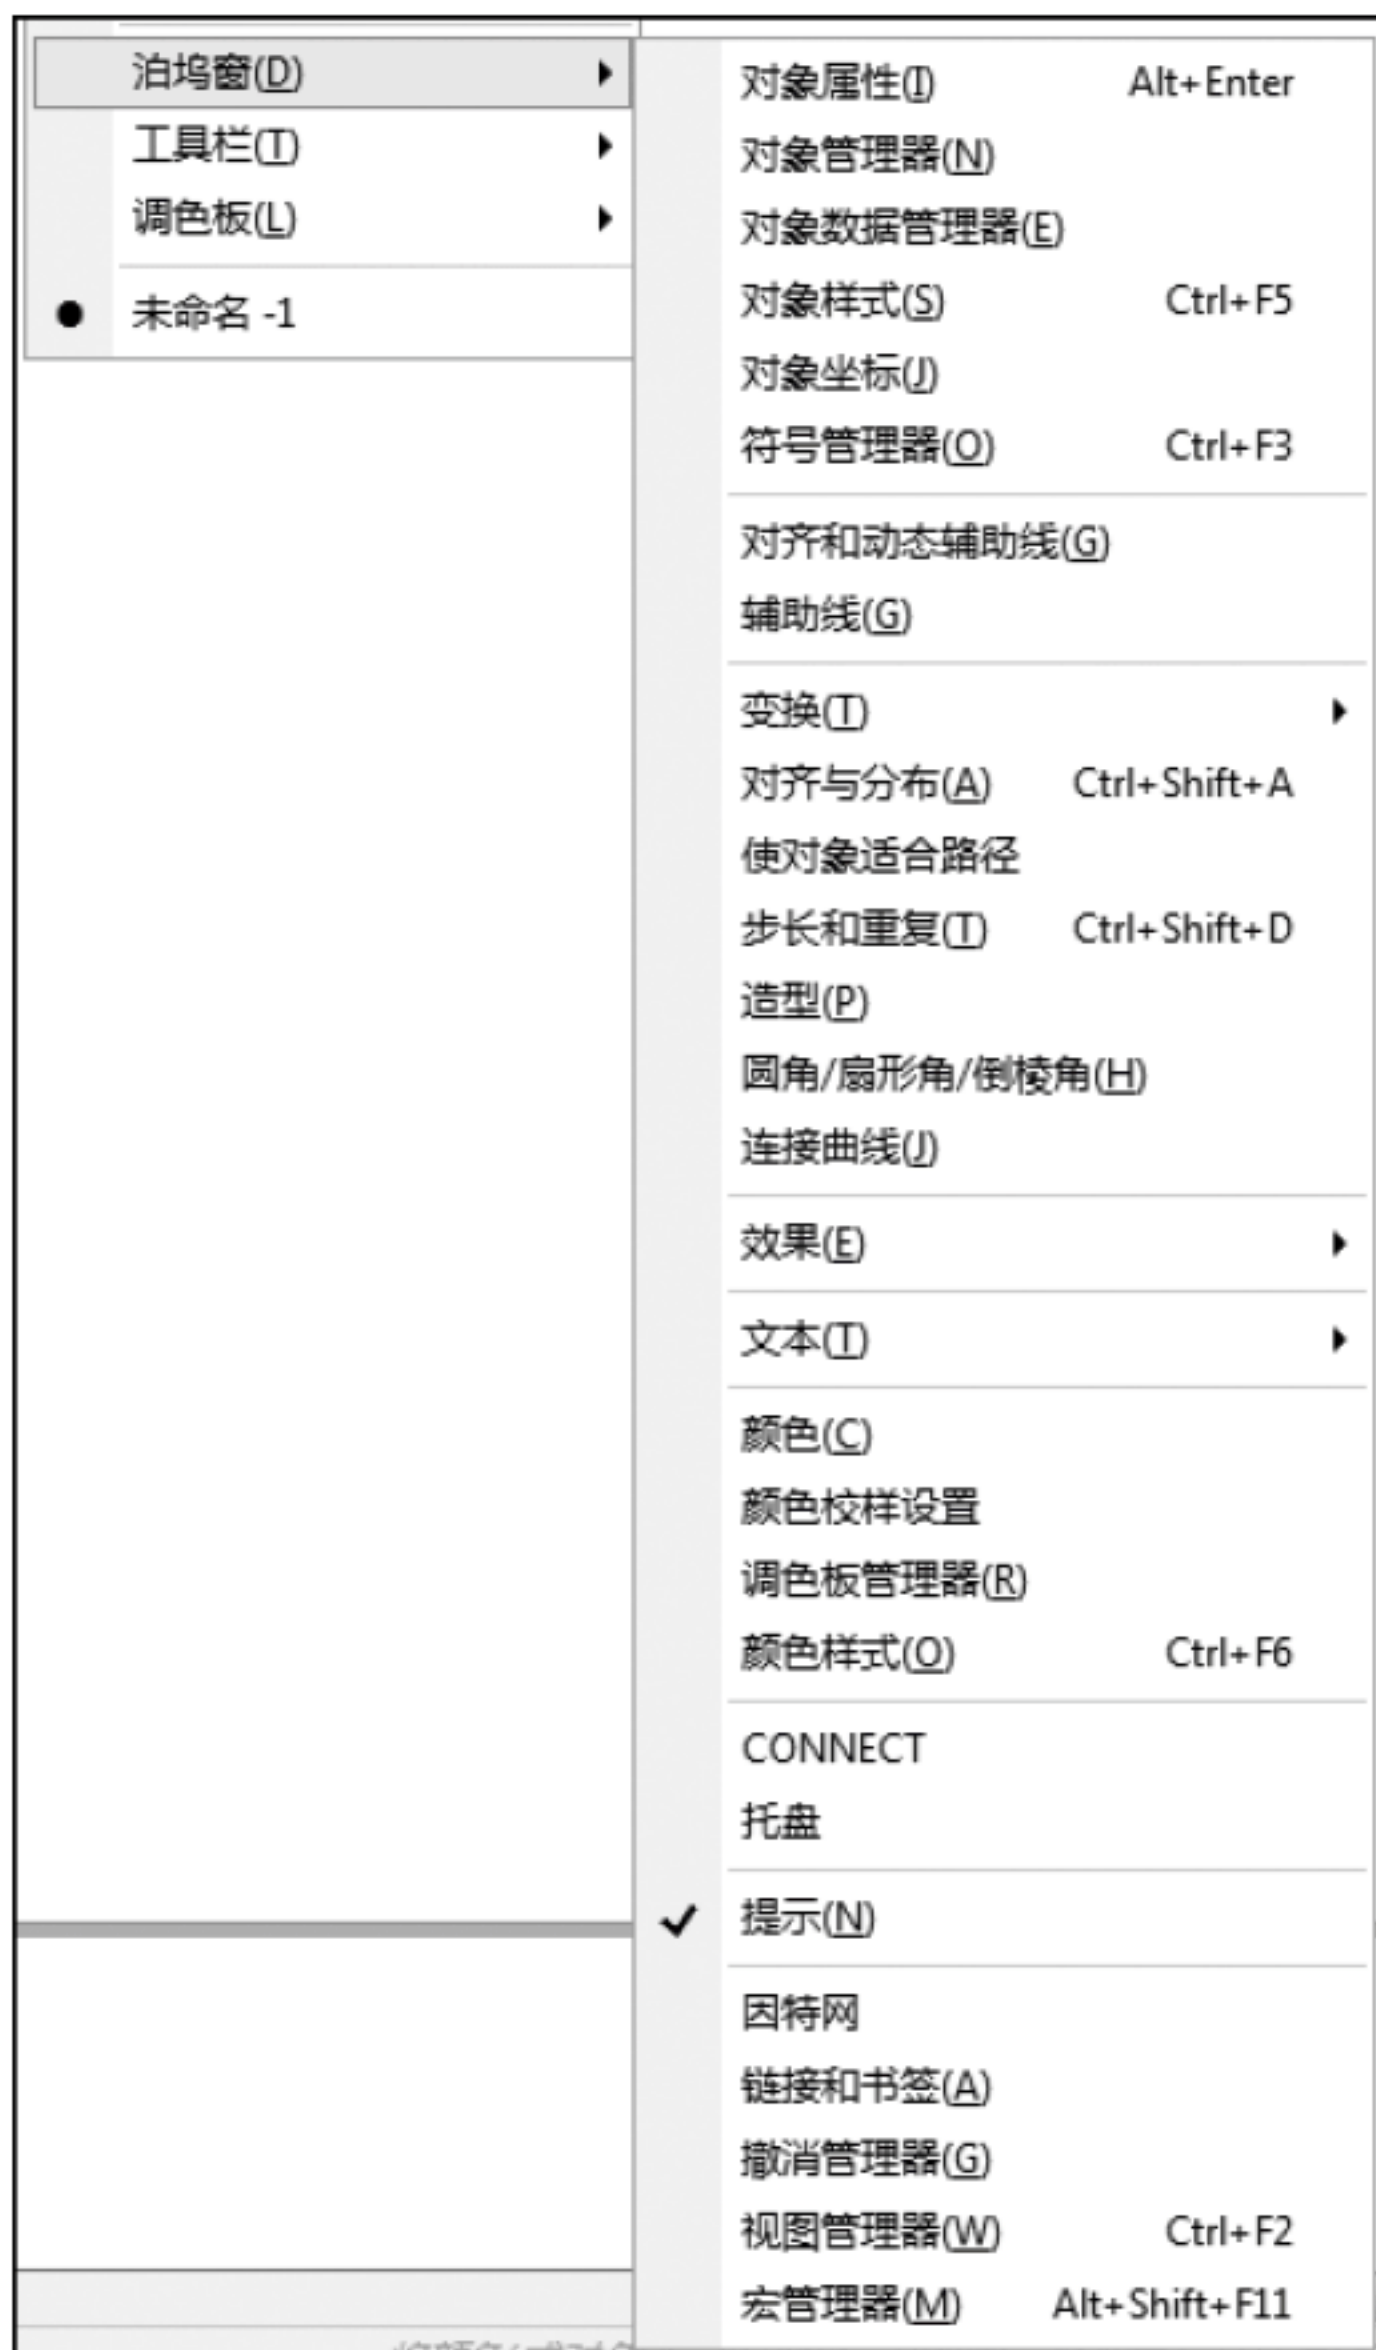 泊坞窗(D)
工具栏(T)
调色板(L)
未命名 -1
对象属性(I) Alt+Enter
对象管理器(N)
对象数据管理器(E)
对象样式(S) Ctrl+F5
对象坐标(J)
符号管理器(O) Ctrl+F3
对齐和动态辅助线(G)
辅助线(G)
变换(T)
对齐与分布(A) Ctrl+Shift+A
使对象适合路径
步长和重复(T) Ctrl+Shift+D
造型(P)
圆角/扇形角/倒棱角(H)
连接曲线(J)
效果(E)
文本(T)
颜色(C)
颜色校样设置
调色板管理器(R)
颜色样式(O) Ctrl+F6
CONNECT
托盘
提示(N)
因特网
链接和书签(A)
撤消管理器(G)
视图管理器(W) Ctrl+F2
宏管理器(M) Alt+Shift+F11